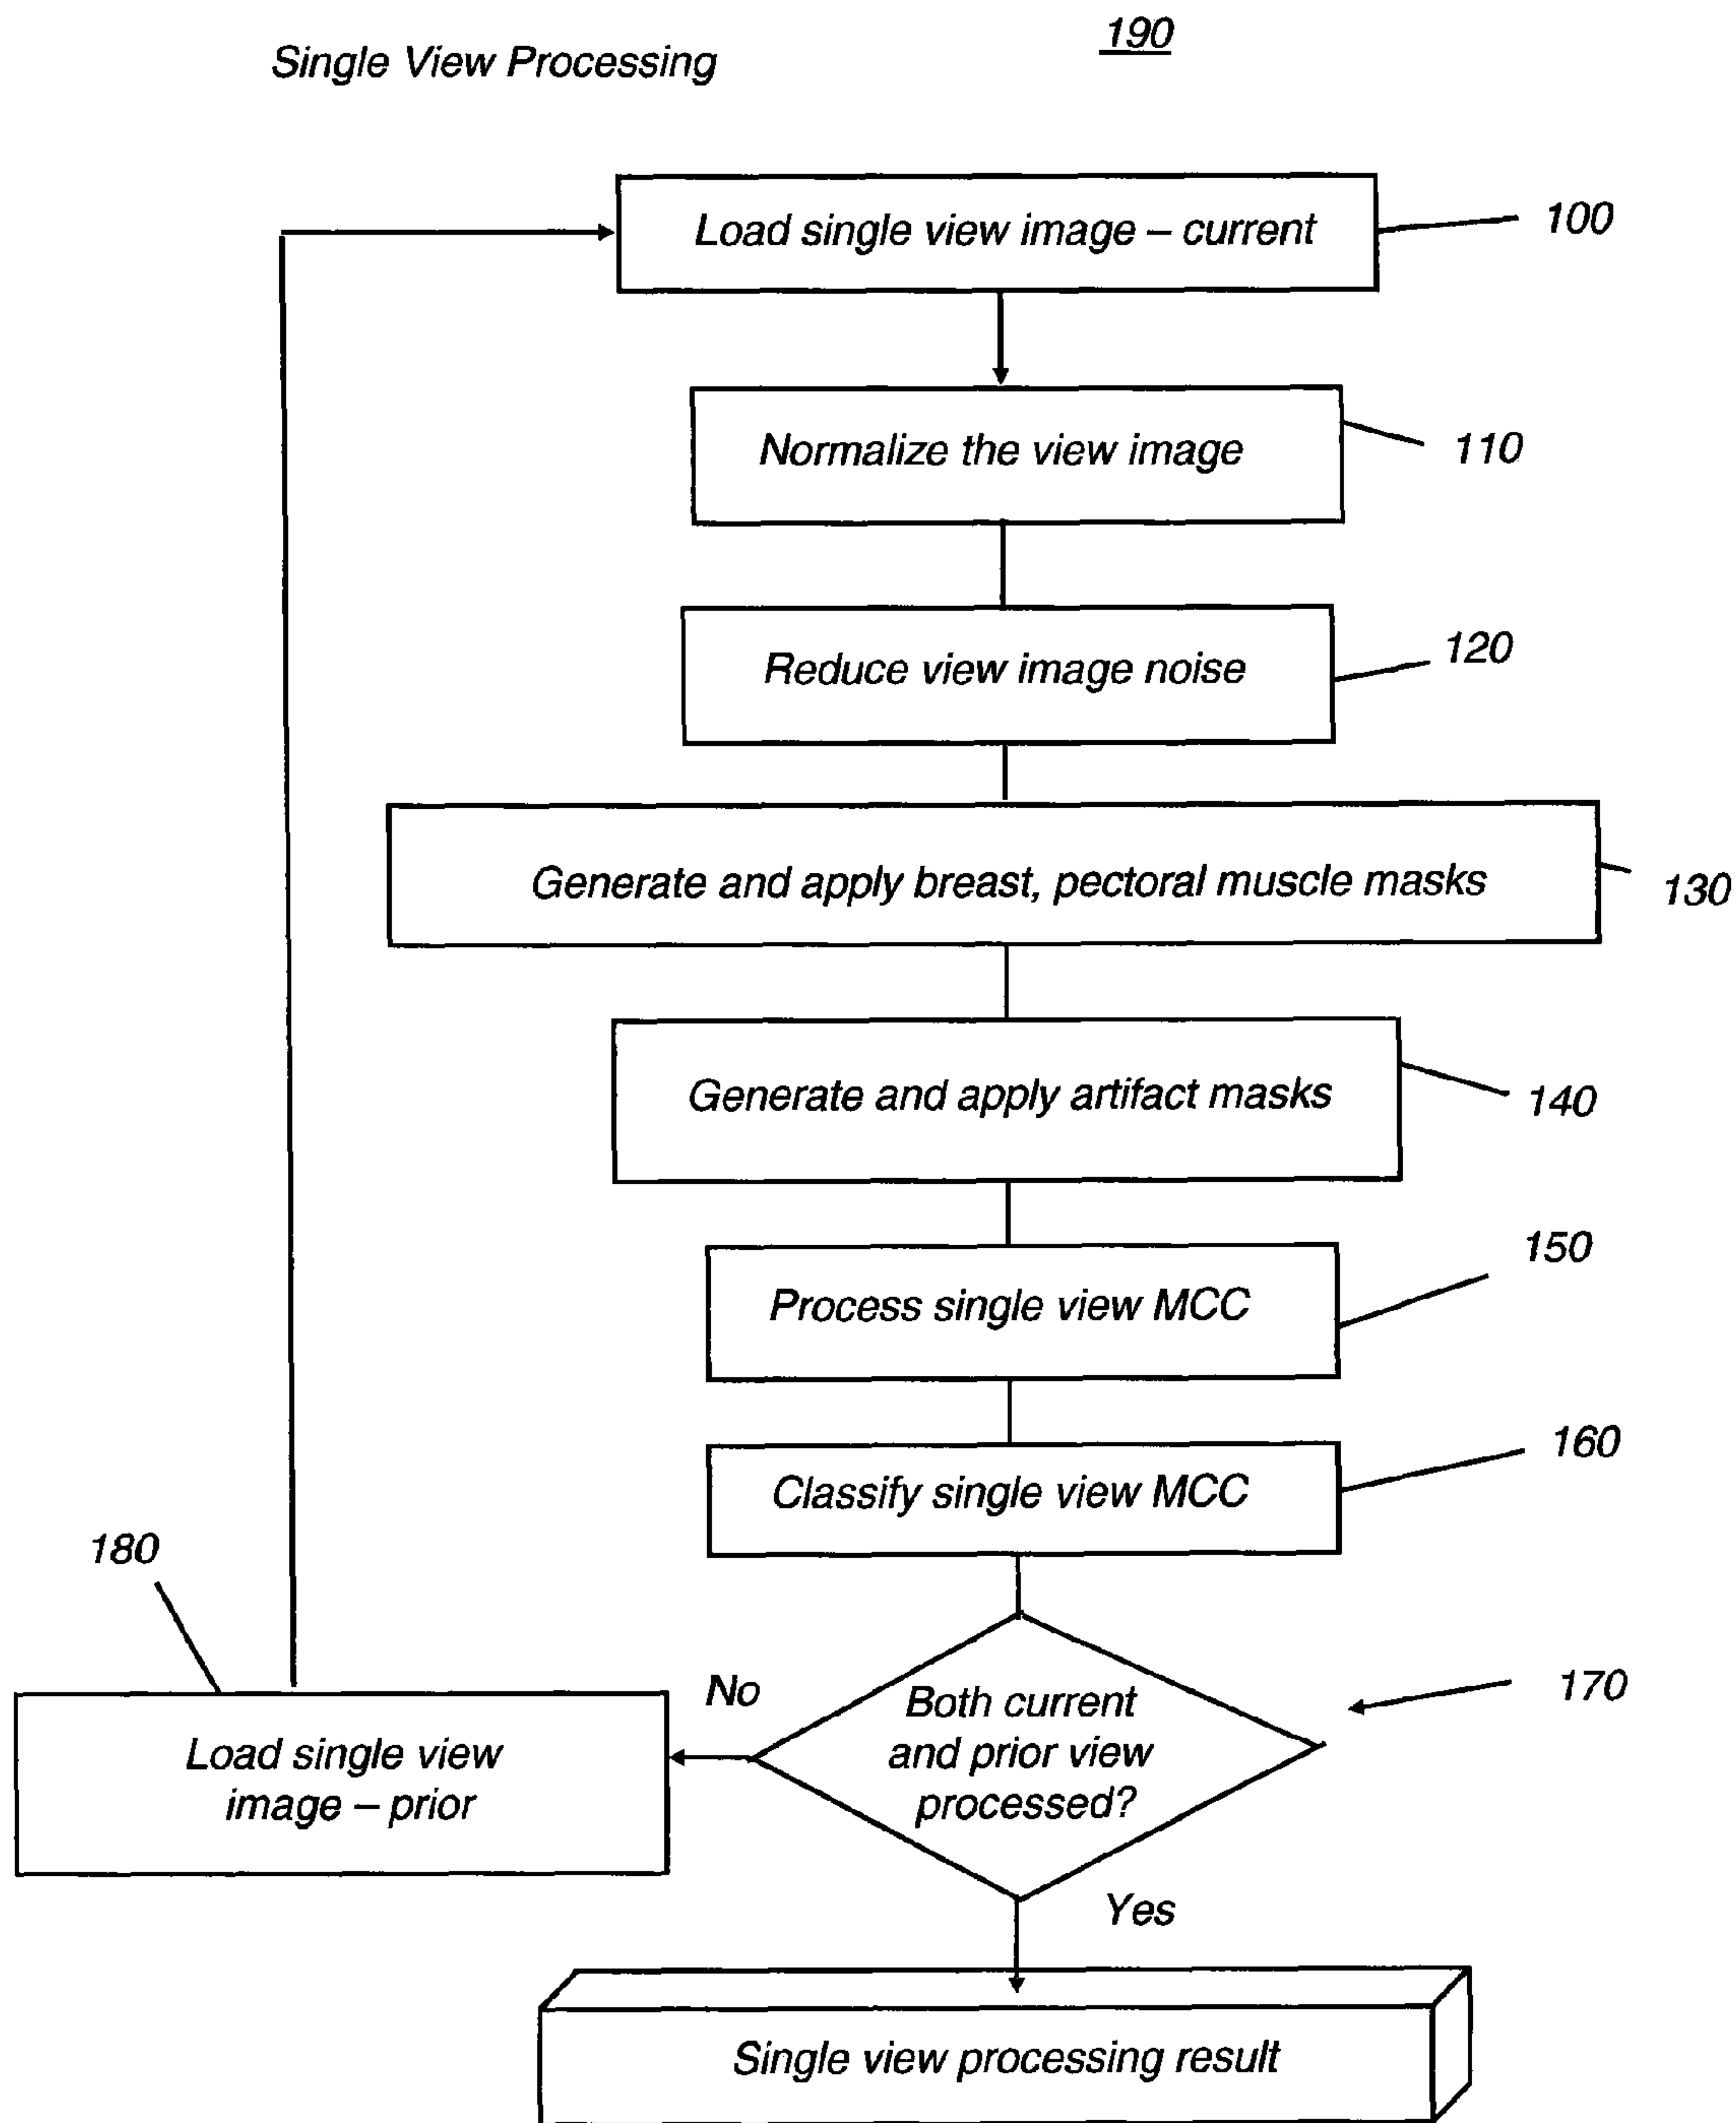 Single View Processing
190
Load single view image – current
100
Normalize the view image
110
Reduce view image noise
120
Generate and apply breast, pectoral muscle masks
130
Generate and apply artifact masks
140
Process single view MCC
150
Classify single view MCC
160
180
No
Both current
and prior view
processed?
170
Load single view
image – prior
Yes
Single view processing result